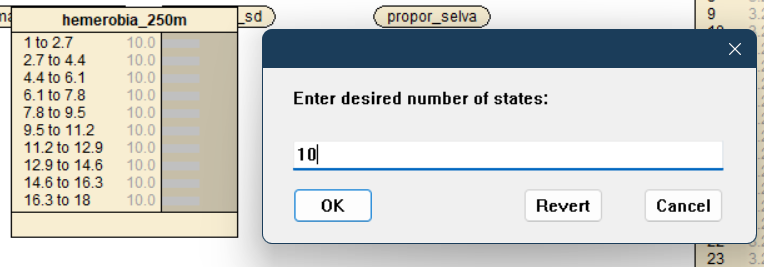 hemerobia_250m
_sd
propor_selva
1 to 2.7 10.0
2.7 to 4.4 10.0
4.4 to 6.1 10.0
6.1 to 7.8 10.0
7.8 to 9.5 10.0
9.5 to 11.2 10.0
11.2 to 12.9 10.0
12.9 to 14.6 10.0
14.6 to 16.3 10.0
16.3 to 18 10.0
Enter desired number of states:
10
OK
Revert
Cancel
9 3.2
23 3.2